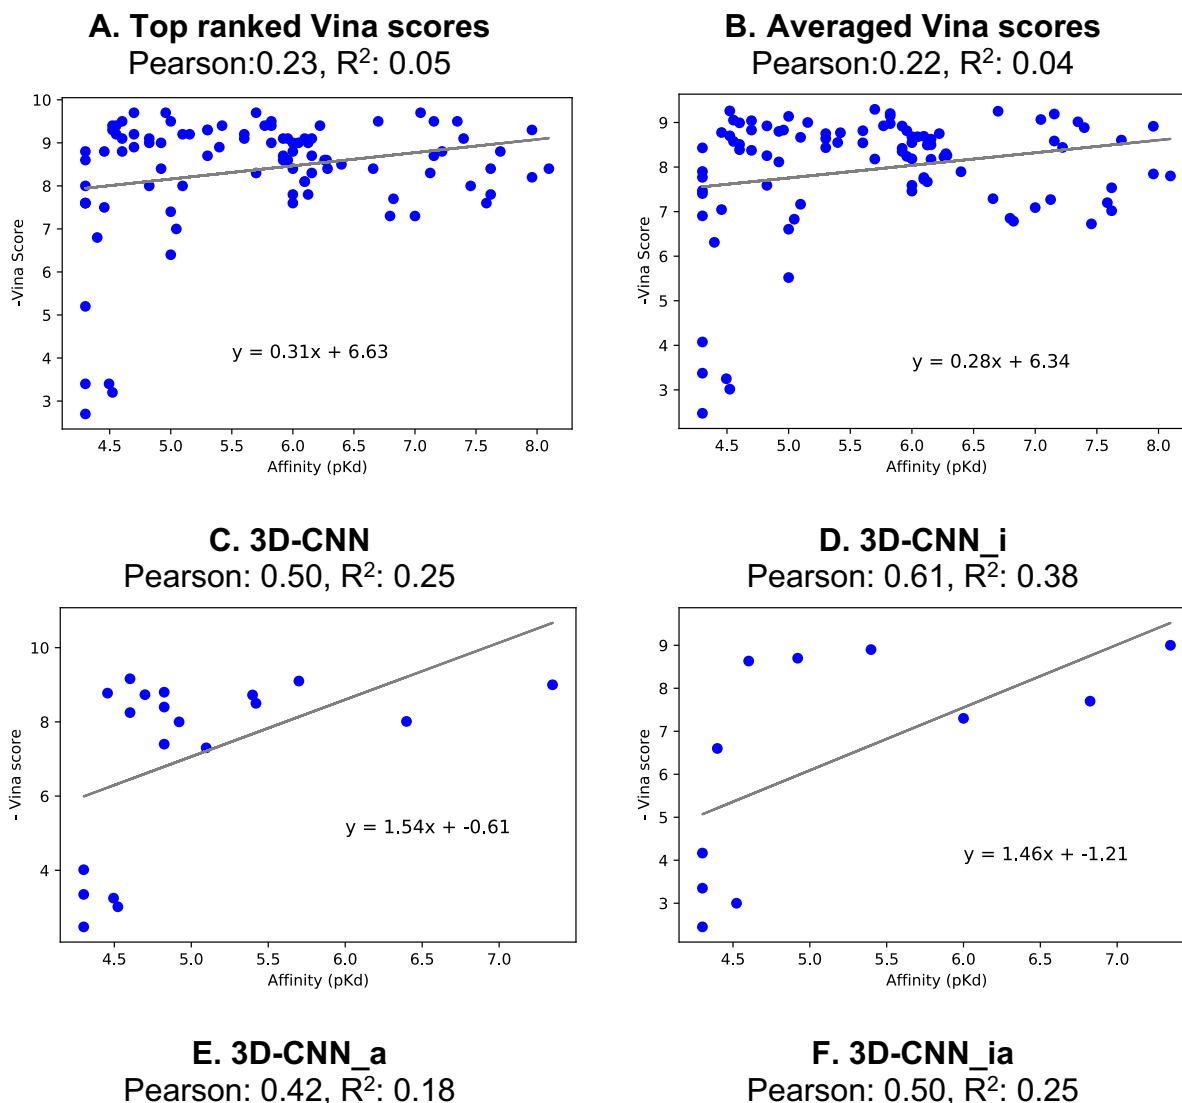 A. Top ranked Vina scores
Pearson:0.23, R²: 0.05
10
9
8
7
6
5
4
3
-Vina Score
y = 0.31x + 6.63
4.5 5.0 5.5 6.0 6.5 7.0 7.5 8.0
Affinity (pKd)
B. Averaged Vina scores
Pearson:0.22, R²: 0.04
9
8
7
6
5
4
3
-Vina Score
y = 0.28x + 6.34
4.5 5.0 5.5 6.0 6.5 7.0 7.5 8.0
Affinity (pKd)
C. 3D-CNN
Pearson: 0.50, R²: 0.25
10
8
6
4
- Vina score
y = 1.54x + -0.61
4.5 5.0 5.5 6.0 6.5 7.0
Affinity (pKd)
D. 3D-CNN_i
Pearson: 0.61, R²: 0.38
9
8
7
6
5
4
3
- Vina score
y = 1.46x + -1.21
4.5 5.0 5.5 6.0 6.5 7.0
Affinity (pKd)
E. 3D-CNN_a
Pearson: 0.42, R²: 0.18
F. 3D-CNN_ia
Pearson: 0.50, R²: 0.25